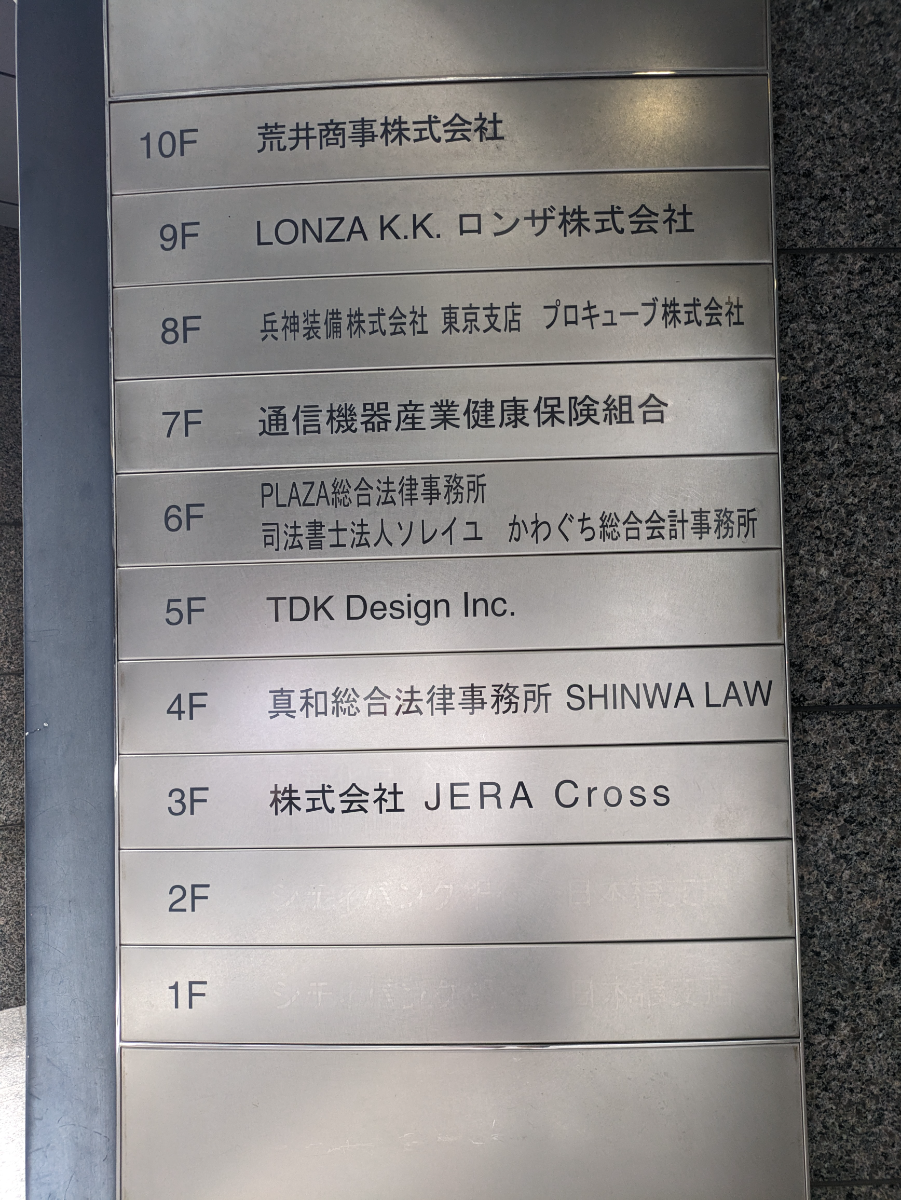 10F 荒井商事株式会社
9F LONZA K.K. ロンザ株式会社
8F 兵神装備株式会社 東京支店 プロキューブ株式会社
7F 通信機器産業健康保険組合
6F PLAZA総合法律事務所
司法書士法人ソレイユ かわぐち総合会計事務所
5F TDK Design Inc.
4F 真和総合法律事務所 SHINWA LAW
3F 株式会社 JERA Cross
2F
1F